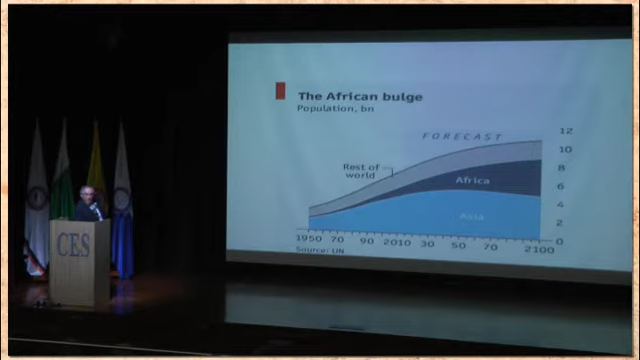 The African bulge
Population, bn
FORECAST
12
10
8
6
4
2
0
Rest of
world
Africa
Asia
1950 70 90 2010 30 50 70 2100
Source: UN
CES